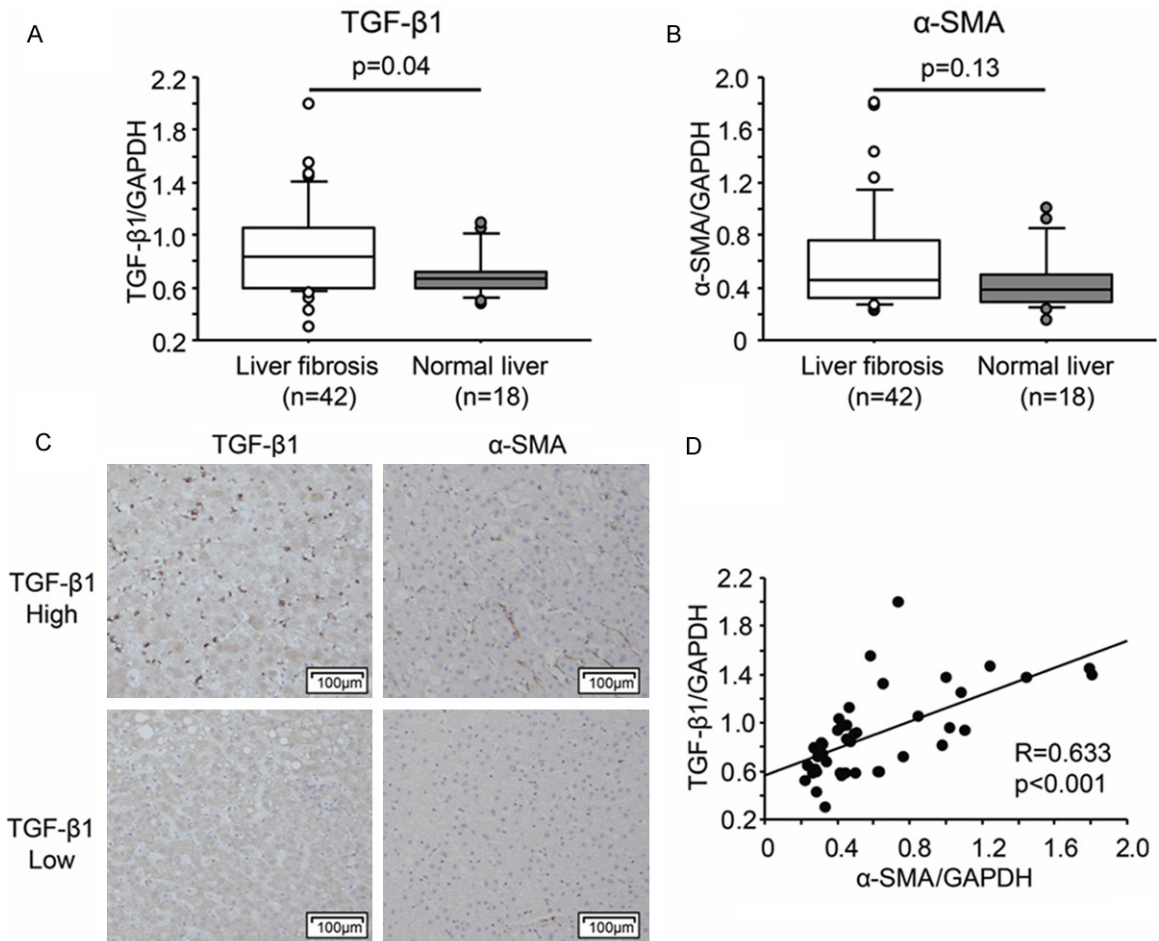 A
TGF-β1
p=0.04
TGF-β1/GAPDH
2.2
1.8
1.4
1.0
0.6
0.2
Liver fibrosis
(n=42)
Normal liver
(n=18)
B
α-SMA
p=0.13
α-SMA/GAPDH
2.0
1.6
1.2
0.8
0.4
0
Liver fibrosis
(n=42)
Normal liver
(n=18)
C
TGF-β1
α-SMA
TGF-β1
High
100μm
100μm
TGF-β1
Low
100μm
100μm
D
TGF-β1/GAPDH
2.2
1.8
1.4
1.0
0.6
0.2
R=0.633
p<0.001
0 0.4 0.8 1.2 1.6 2.0
α-SMA/GAPDH